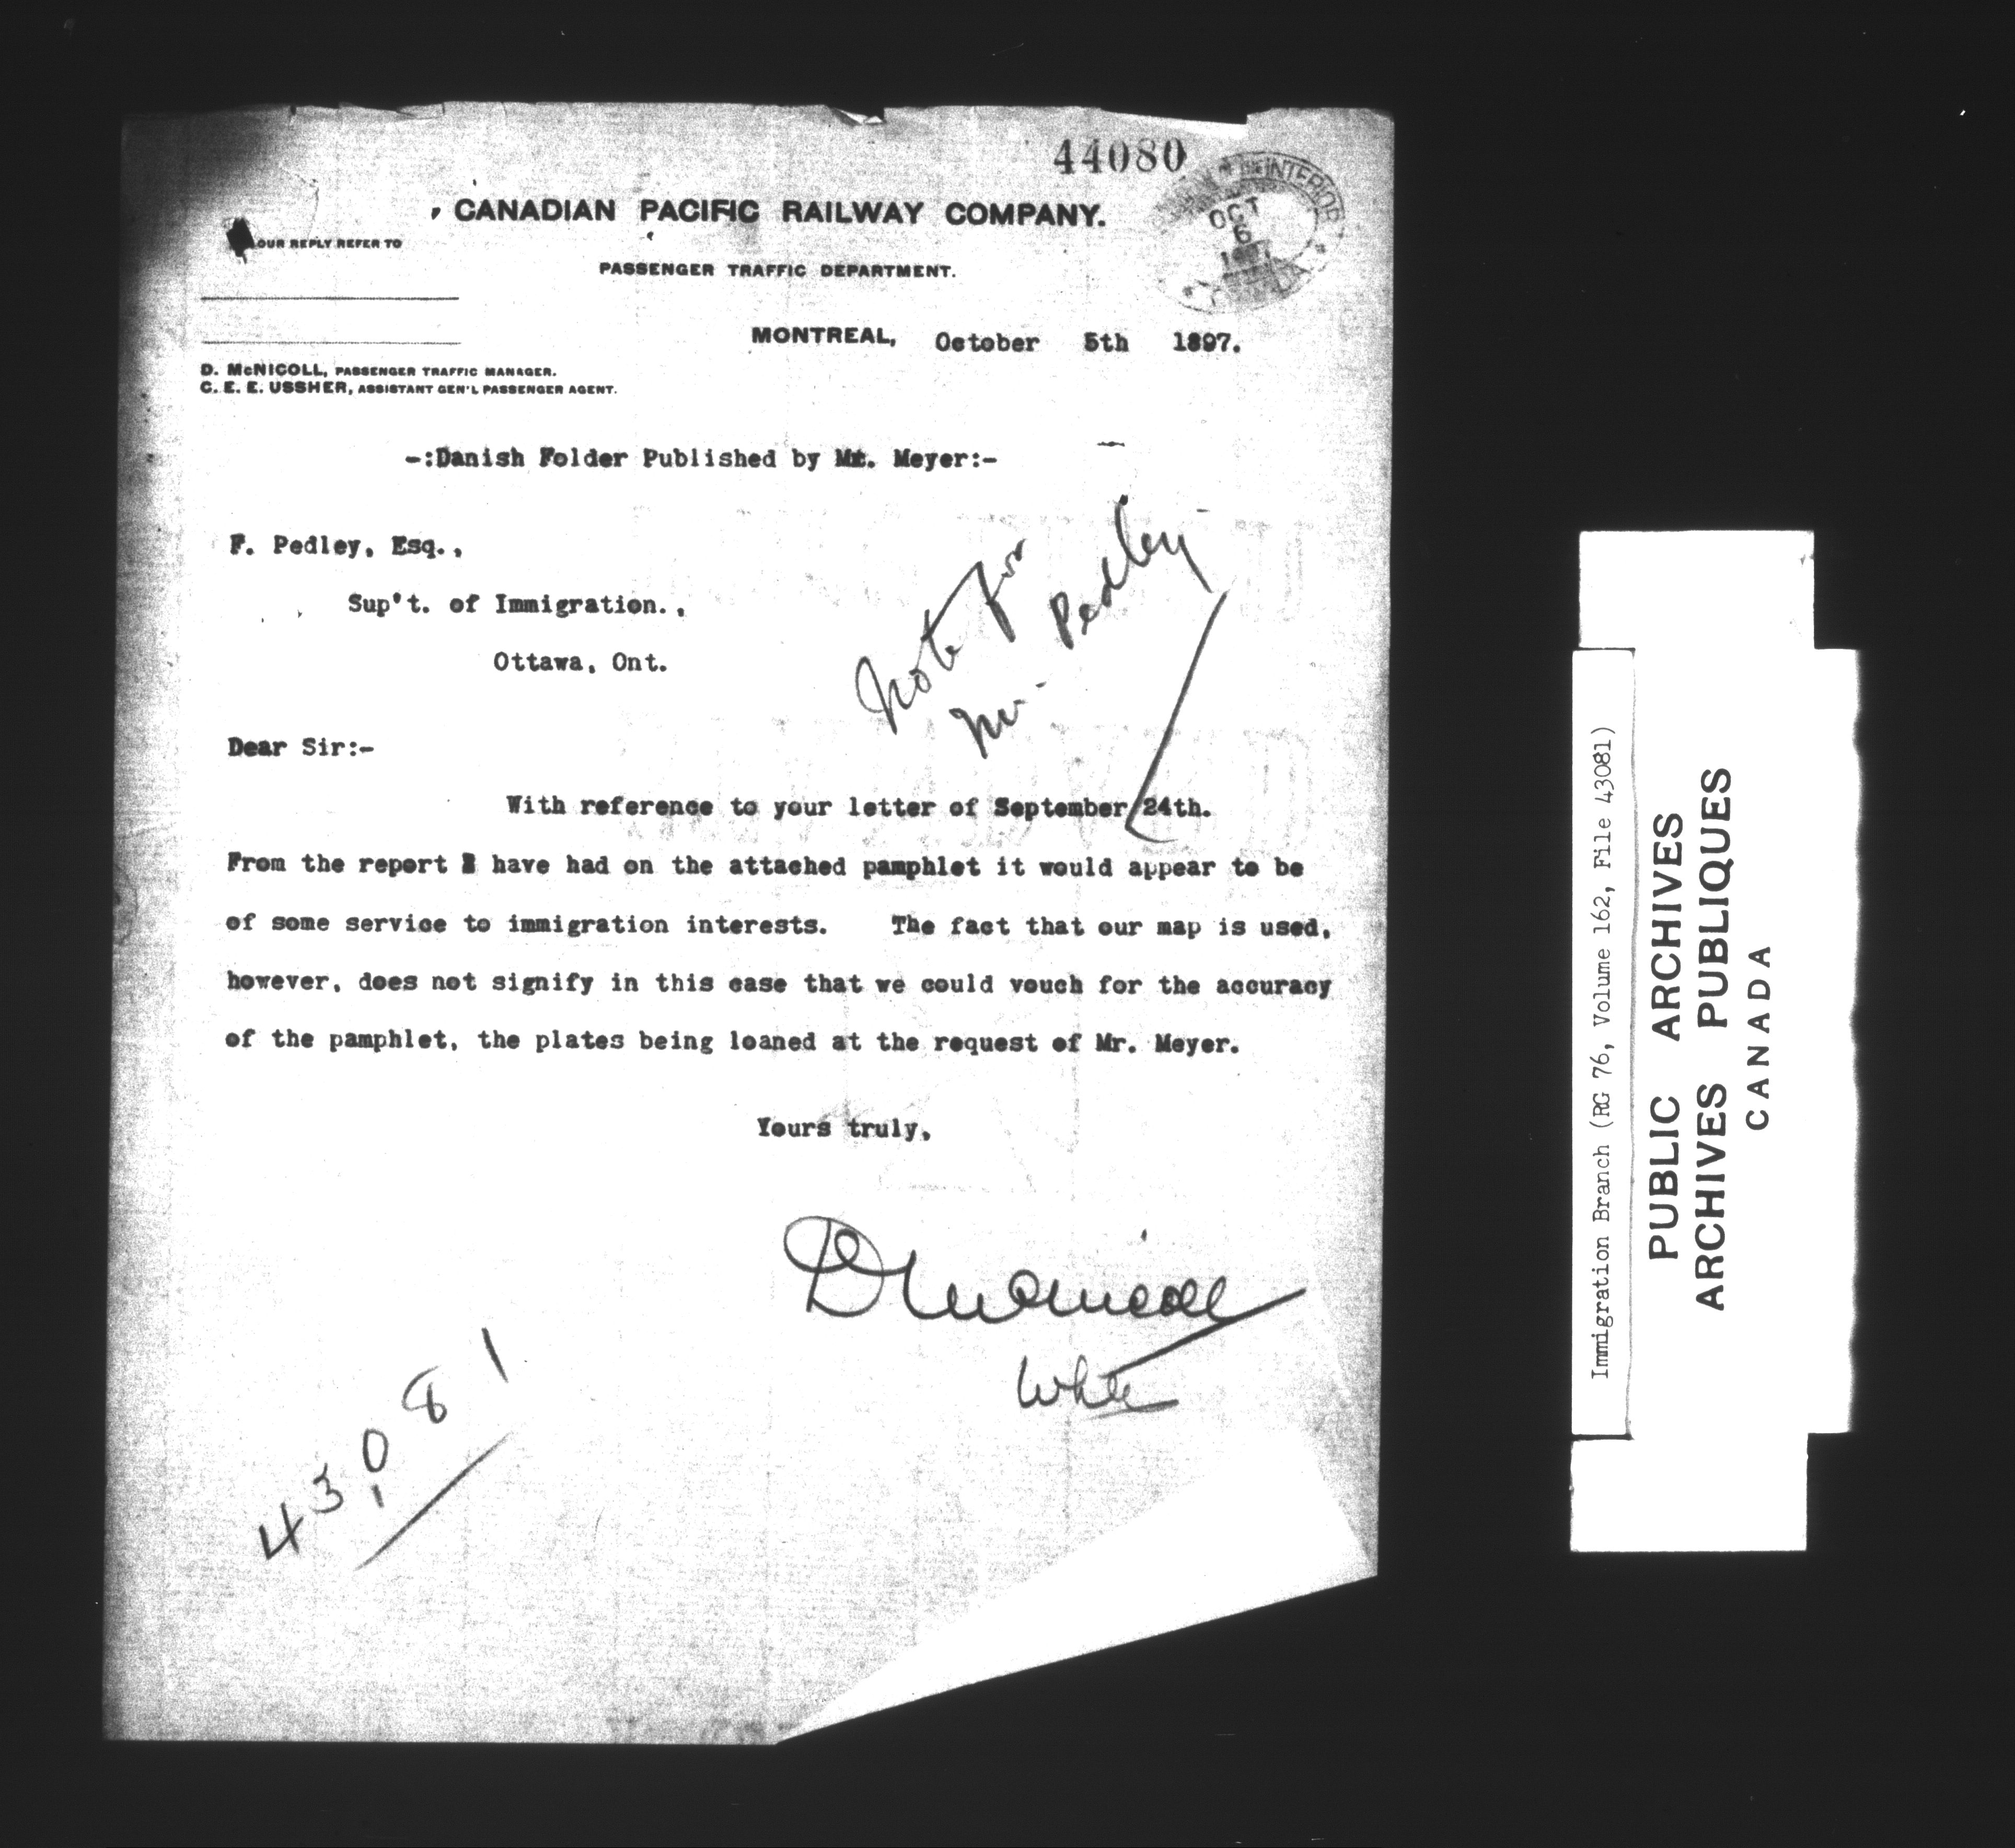 44080
CANADIAN PACIFIC RAILWAY COMPANY.
OUR REPLY REFER TO
PASSENGER TRAFFIC DEPARTMENT.
INTERIOR
OCT
6
MONTREAL, October 5th 1897.
D. McNICOLL, PASSENGER TRAFFIC MANAGER.
C. E. E. USSHER, ASSISTANT GEN'L PASSENGER AGENT.
-:Danish Folder Published by Mr. Meyer:-
F. Pedley, Esq.,
Sup't. of Immigration.,
Ottawa, Ont.
Note for
Mr. Pedley
Dear Sir:-
With reference to your letter of September 24th.
From the report I have had on the attached pamphlet it would appear to be
of some service to immigration interests. The fact that our map is used,
however, does not signify in this case that we could vouch for the accuracy
of the pamphlet, the plates being loaned at the request of Mr. Meyer.
Yours truly,
D McNicoll
White
43,081
Immigration Branch (RG 76, Volume 162, File 43081)
PUBLIC ARCHIVES
ARCHIVES PUBLIQUES
CANADA